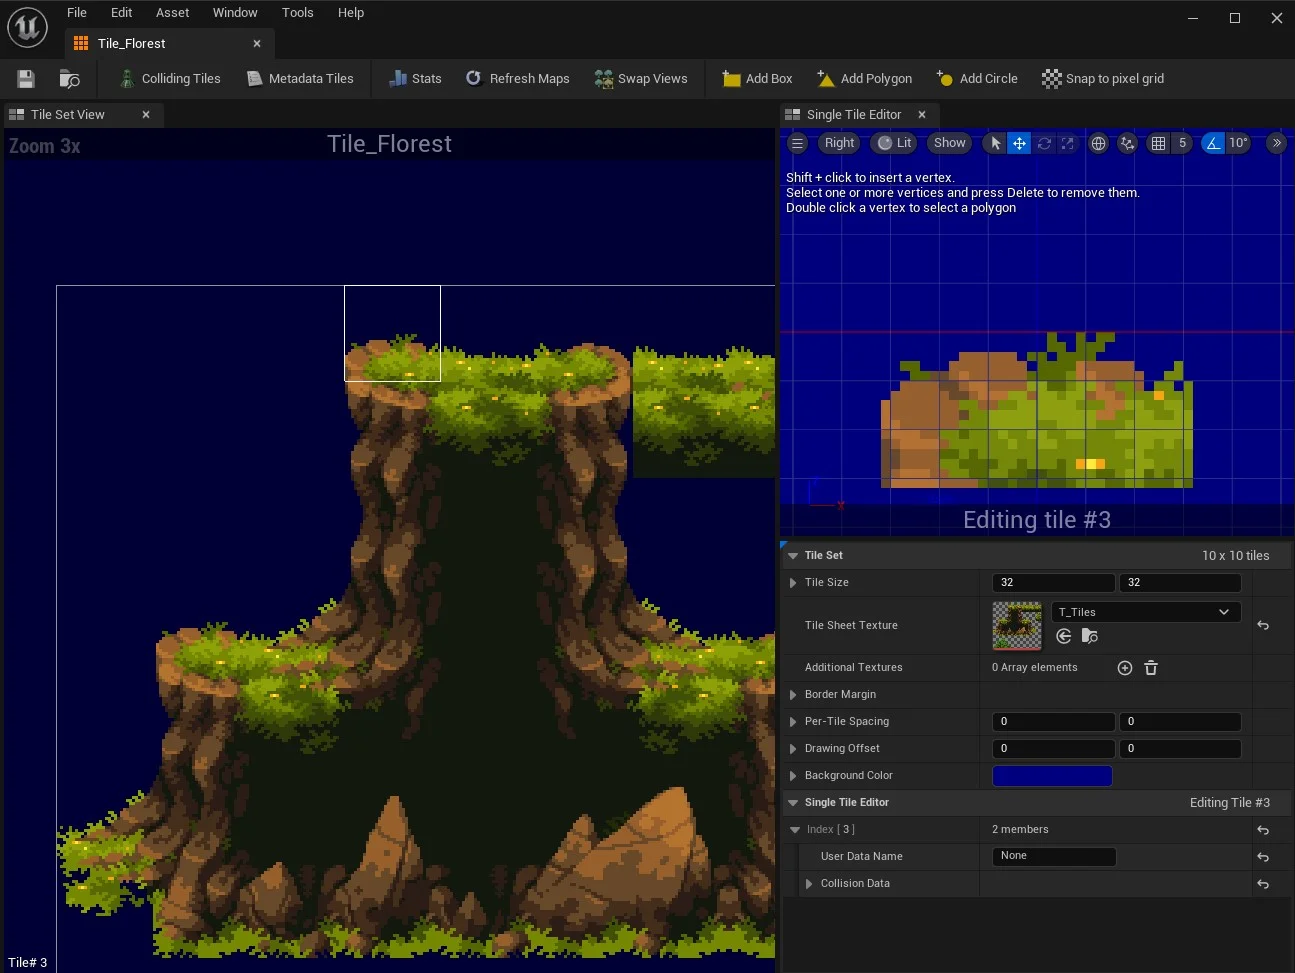 File Edit Asset Window Tools Help
Tile_Florest
Colliding Tiles Metadata Tiles Stats Refresh Maps Swap Views Add Box Add Polygon Add Circle Snap to pixel grid
Tile Set View
Zoom 3x
Tile_Florest
Tile# 3
Single Tile Editor
Right Lit Show 5 10°
Shift + click to insert a vertex.
Select one or more vertices and press Delete to remove them.
Double click a vertex to select a polygon
X
Editing tile #3
Tile Set 10 x 10 tiles
Tile Size 32 32
Tile Sheet Texture T_Tiles
Additional Textures 0 Array elements
Border Margin
Per-Tile Spacing 0 0
Drawing Offset 0 0
Background Color
Single Tile Editor Editing Tile #3
Index [ 3 ] 2 members
User Data Name None
Collision Data